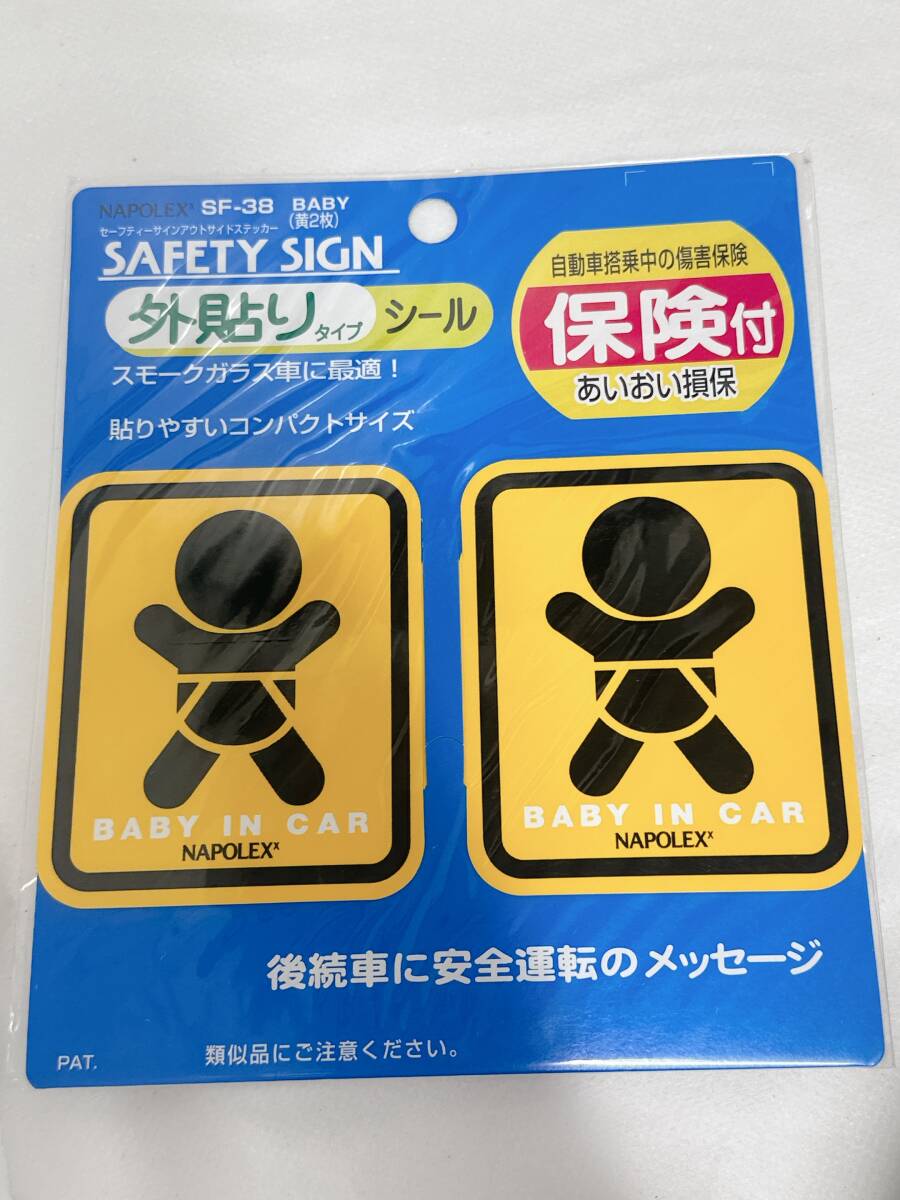 NAPOLEX SF-38 BABY
(黄2枚)
セーフティーサインアウトサイドステッカー
SAFETY SIGN
外貼りタイプ シール
スモークガラス車に最適!
貼りやすいコンパクトサイズ
自動車搭乗中の傷害保険
保険付
あいおい損保
BABY IN CAR
NAPOLEX
BABY IN CAR
NAPOLEX
後続車に安全運転のメッセージ
PAT.
類似品にご注意ください。